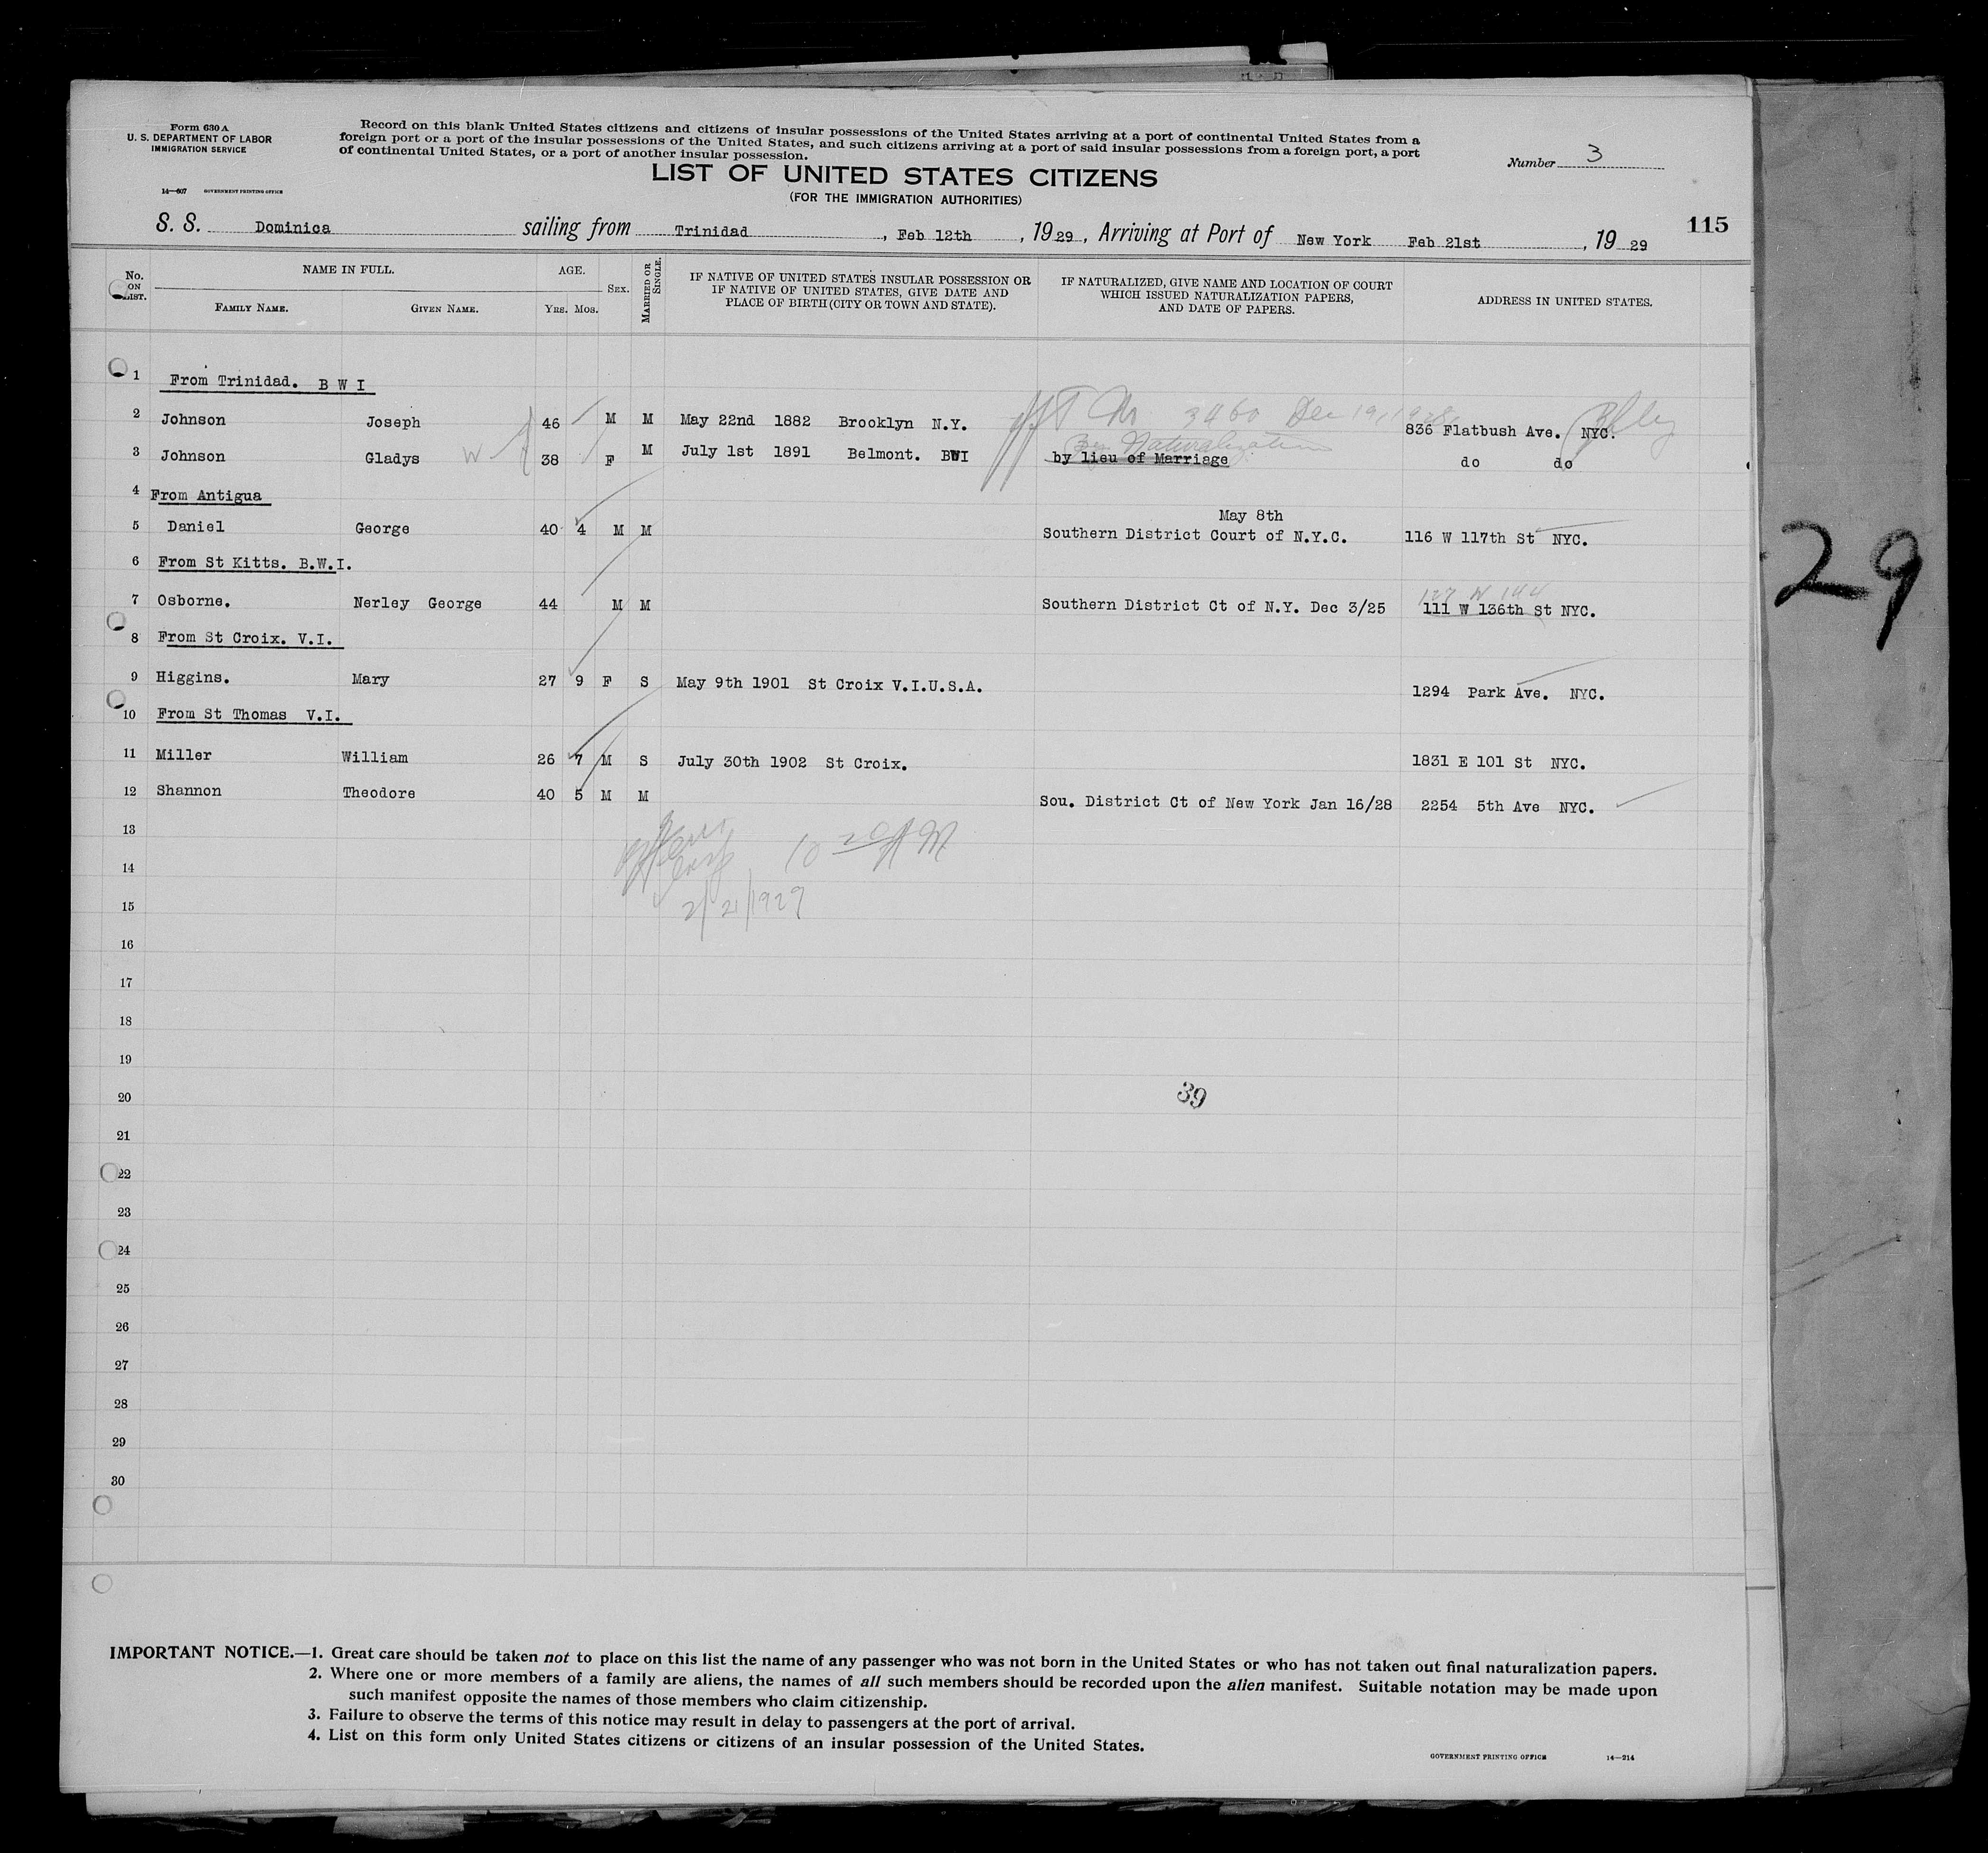 Form 630 A
U. S. DEPARTMENT OF LABOR
IMMIGRATION SERVICE
14—607 GOVERNMENT PRINTING OFFICE
Record on this blank United States citizens and citizens of insular possessions of the United States arriving at a port of continental United States from a
foreign port or a port of the insular possessions of the United States, and such citizens arriving at a port of said insular possessions from a foreign port, a port
of continental United States, or a port of another insular possession.
Number 3
LIST OF UNITED STATES CITIZENS
(FOR THE IMMIGRATION AUTHORITIES)
S. S. Dominica sailing from Trinidad, Feb 12th, 1929, Arriving at Port of New York Feb 21st, 1929
115
No. ON LIST.
NAME IN FULL.
FAMILY NAME. GIVEN NAME.
AGE.
YRS. MOS.
SEX.
MARRIED OR SINGLE.
IF NATIVE OF UNITED STATES INSULAR POSSESSION OR
IF NATIVE OF UNITED STATES, GIVE DATE AND
PLACE OF BIRTH (CITY OR TOWN AND STATE).
IF NATURALIZED, GIVE NAME AND LOCATION OF COURT
WHICH ISSUED NATURALIZATION PAPERS,
AND DATE OF PAPERS.
ADDRESS IN UNITED STATES.
1 From Trinidad. B W I
3460 Dec 19, 1928
2 Johnson Joseph 46 M M May 22nd 1882 Brooklyn N.Y. 836 Flatbush Ave. NYC.
By Naturalization
3 Johnson Gladys W 38 F M July 1st 1891 Belmont. BWI by lieu of Marriage do do
4 From Antigua
May 8th
5 Daniel George 40 4 M M Southern District Court of N.Y.C. 116 W 117th St NYC.
6 From St Kitts. B.W.I.
127 W 144
7 Osborne. Nerley George 44 M M Southern District Ct of N.Y. Dec 3/25 111 W 136th St NYC.
8 From St Croix. V.I.
9 Higgins. Mary 27 9 F S May 9th 1901 St Croix V.I.U.S.A. 1294 Park Ave. NYC.
10 From St Thomas V.I.
11 Miller William 26 7 M S July 30th 1902 St Croix. 1831 E 101 St NYC.
12 Shannon Theodore 40 5 M M Sou. District Ct of New York Jan 16/28 2254 5th Ave NYC.
13
10 20 A M
14
2/21/1929
15
16
17
18
19
20
39
21
22
23
24
25
26
27
28
29
30
29
IMPORTANT NOTICE.—1. Great care should be taken not to place on this list the name of any passenger who was not born in the United States or who has not taken out final naturalization papers.
2. Where one or more members of a family are aliens, the names of all such members should be recorded upon the alien manifest. Suitable notation may be made upon
such manifest opposite the names of those members who claim citizenship.
3. Failure to observe the terms of this notice may result in delay to passengers at the port of arrival.
4. List on this form only United States citizens or citizens of an insular possession of the United States.
GOVERNMENT PRINTING OFFICE 14—214